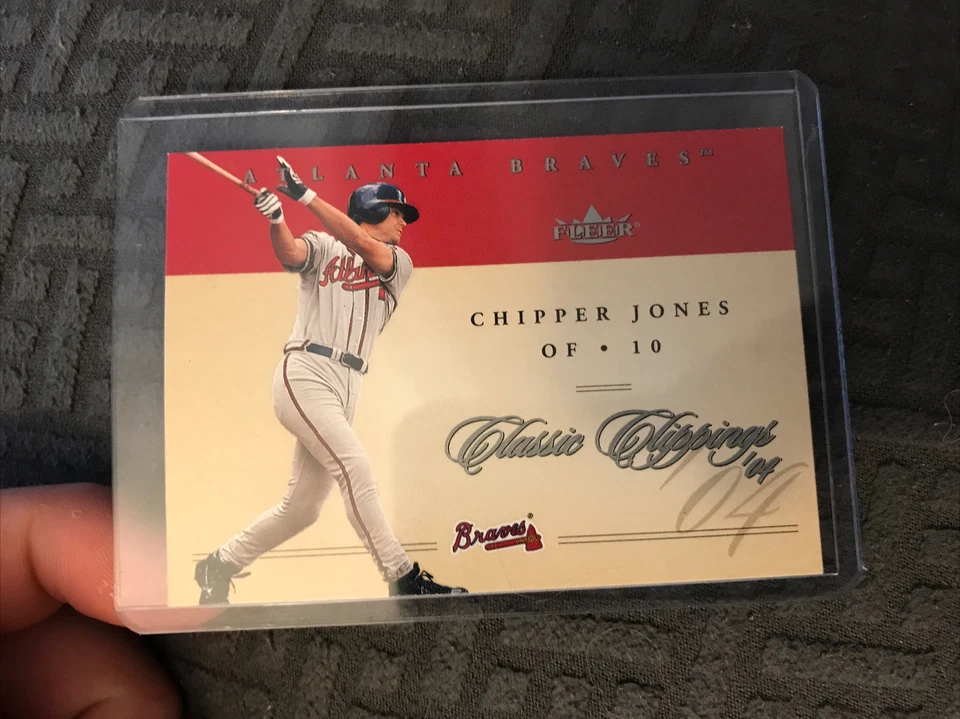 ATLANTA BRAVES™
FLEER®
CHIPPER JONES
OF • 10
Classic Clippings
'04
'04
Braves®